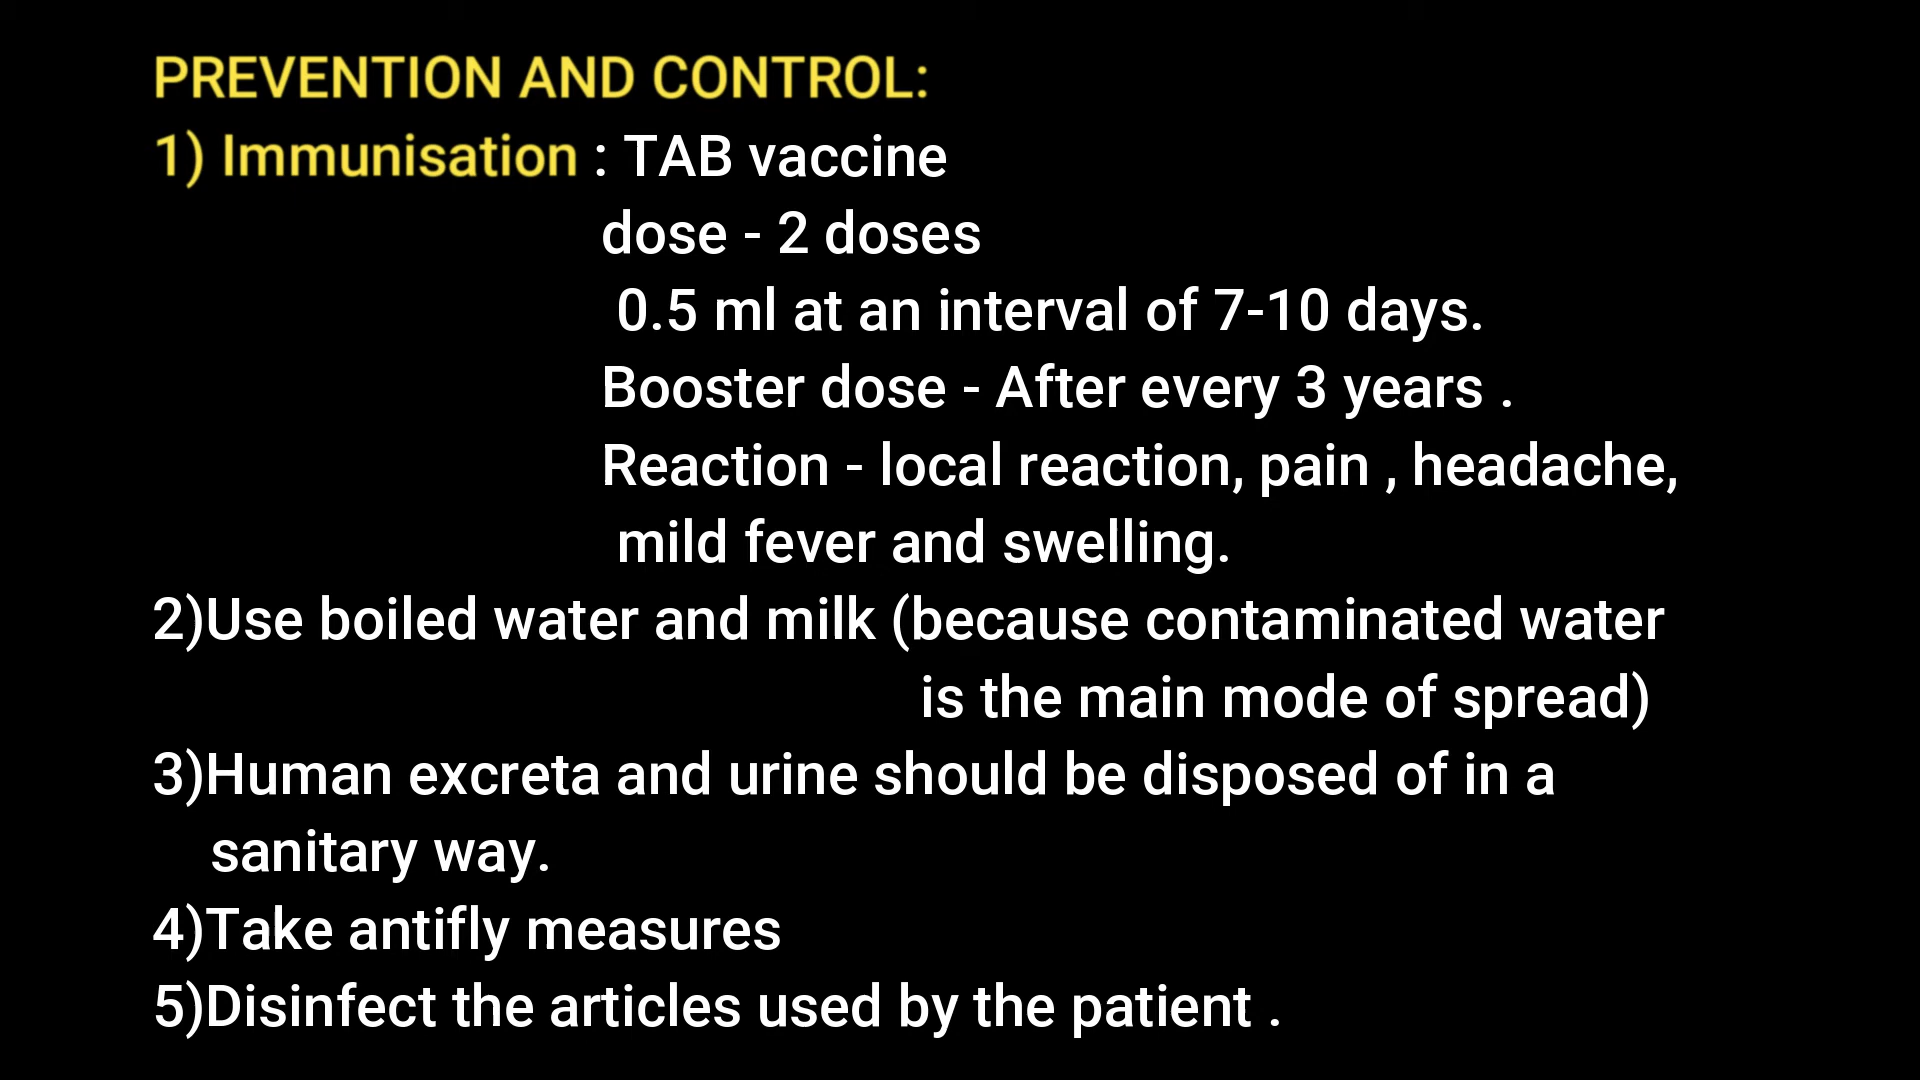 PREVENTION AND CONTROL:
1) Immunisation : TAB vaccine
dose - 2 doses
0.5 ml at an interval of 7-10 days.
Booster dose - After every 3 years .
Reaction - local reaction, pain , headache,
mild fever and swelling.
2)Use boiled water and milk (because contaminated water
is the main mode of spread)
3)Human excreta and urine should be disposed of in a
sanitary way.
4)Take antifly measures
5)Disinfect the articles used by the patient .